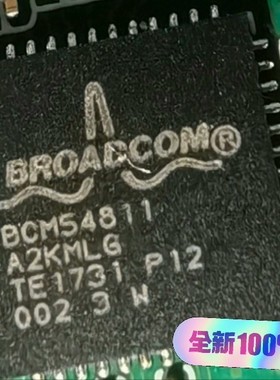 BROADCOM®
BCM54811
A2KMLG
TE1731 P12
002.3 W
全新100%